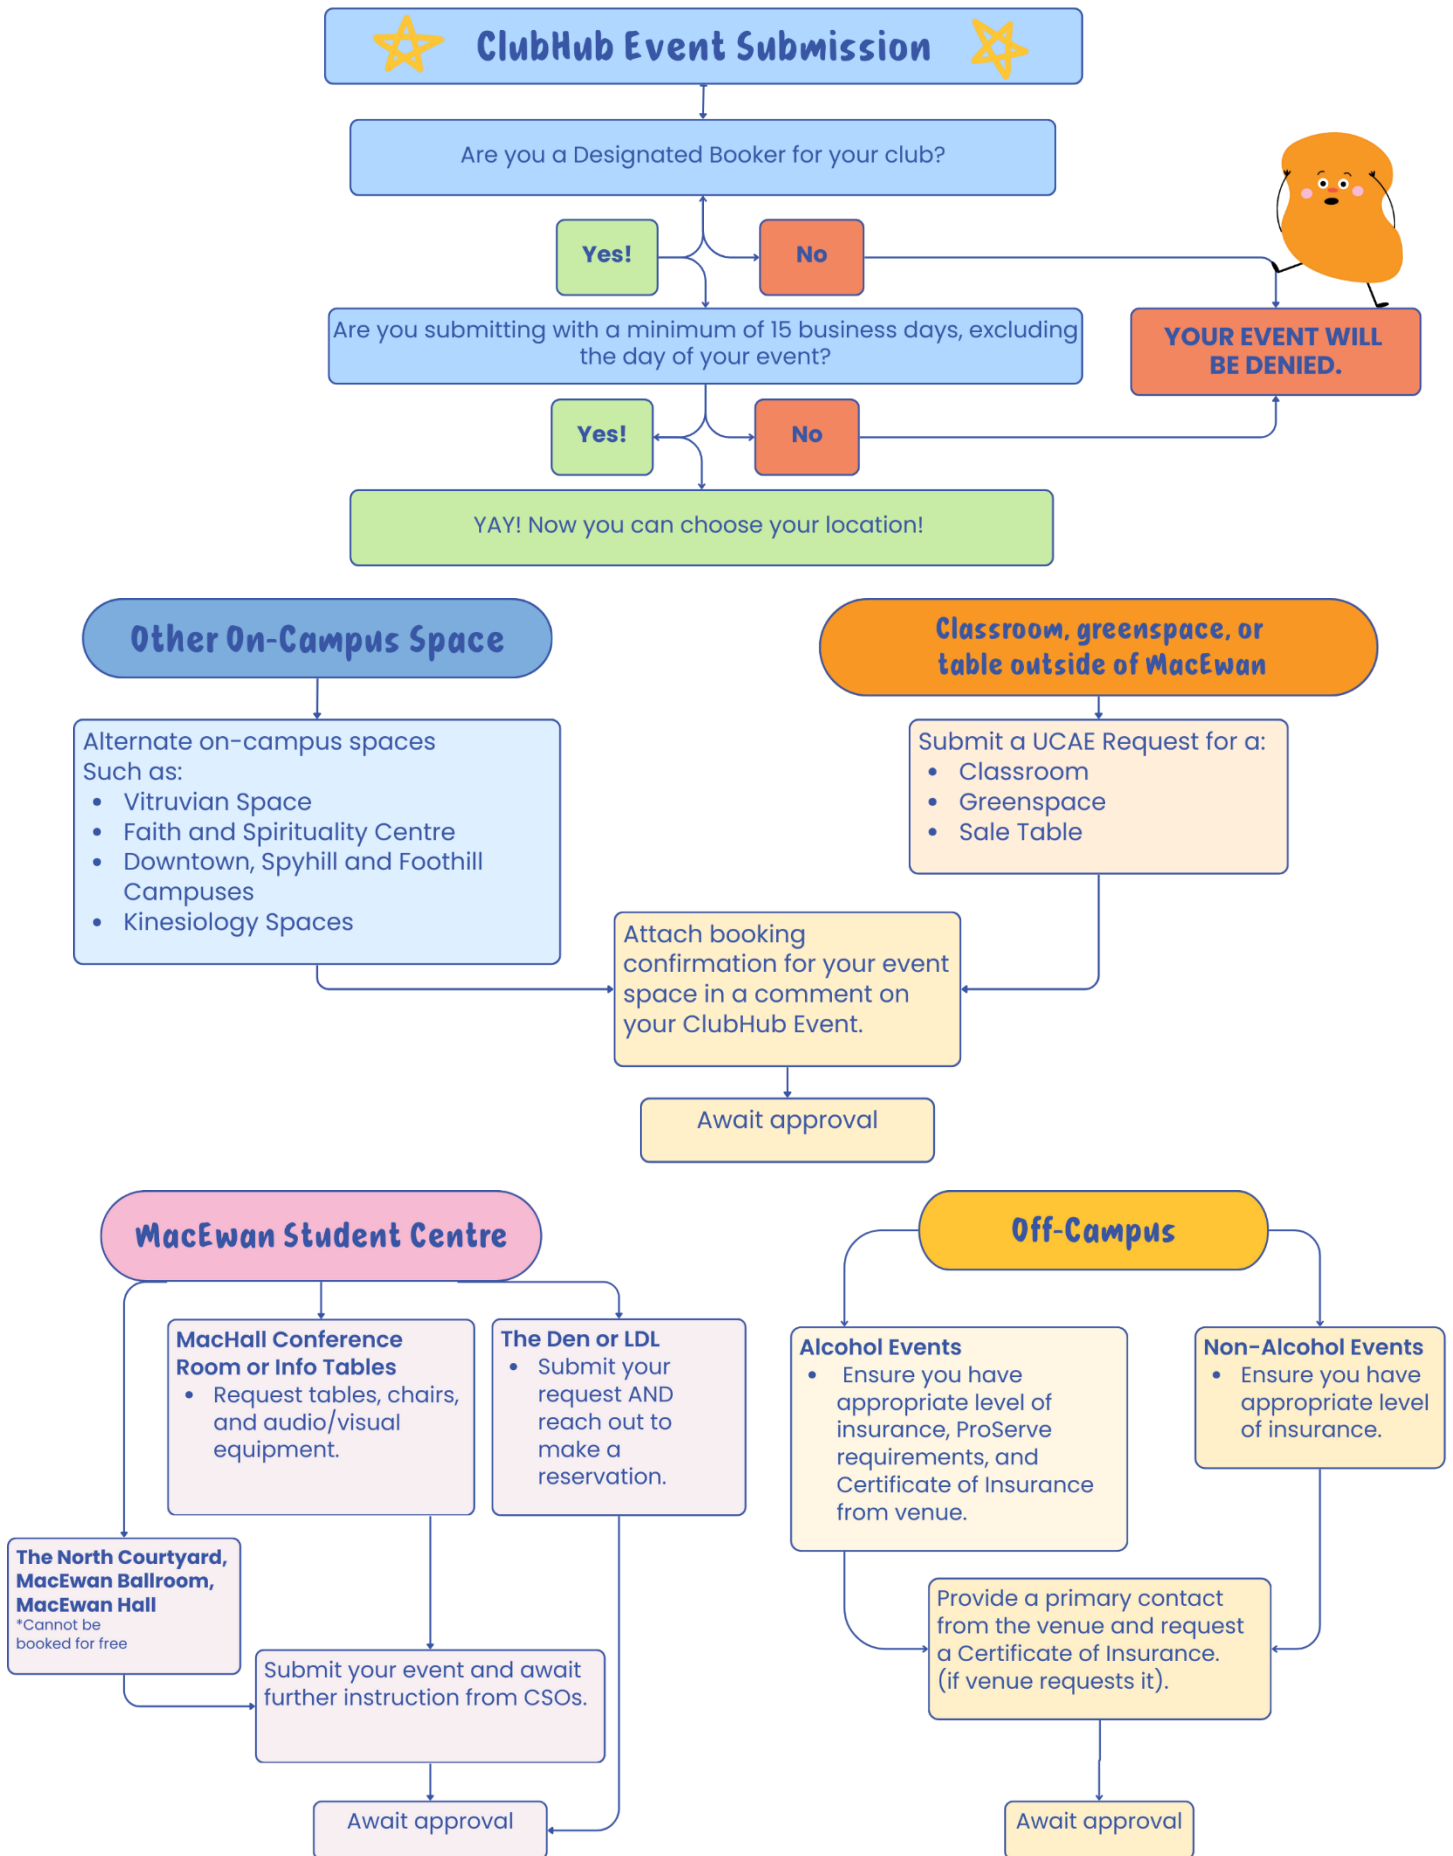 ClubHub Event Submission
Are you a Designated Booker for your club?
Yes!
No
Are you submitting with a minimum of 15 business days, excluding
the day of your event?
YOUR EVENT WILL
BE DENIED.
Yes!
No
YAY! Now you can choose your location!
Other On-Campus Space
Alternate on-campus spaces
Such as:
• Vitruvian Space
• Faith and Spirituality Centre
• Downtown, Spyhill and Foothill
Campuses
• Kinesiology Spaces
Classroom, greenspace, or
table outside of MacEwan
Submit a UCAE Request for a:
• Classroom
• Greenspace
• Sale Table
Attach booking
confirmation for your event
space in a comment on
your ClubHub Event.
Await approval
MacEwan Student Centre
MacHall Conference
Room or Info Tables
• Request tables, chairs,
and audio/visual
equipment.
The Den or LDL
• Submit your
request AND
reach out to
make a
reservation.
The North Courtyard,
MacEwan Ballroom,
MacEwan Hall
*Cannot be
booked for free
Submit your event and await
further instruction from CSOs.
Await approval
Off-Campus
Alcohol Events
• Ensure you have
appropriate level of
insurance, ProServe
requirements, and
Certificate of Insurance
from venue.
Non-Alcohol Events
• Ensure you have
appropriate level
of insurance.
Provide a primary contact
from the venue and request
a Certificate of Insurance.
(if venue requests it).
Await approval